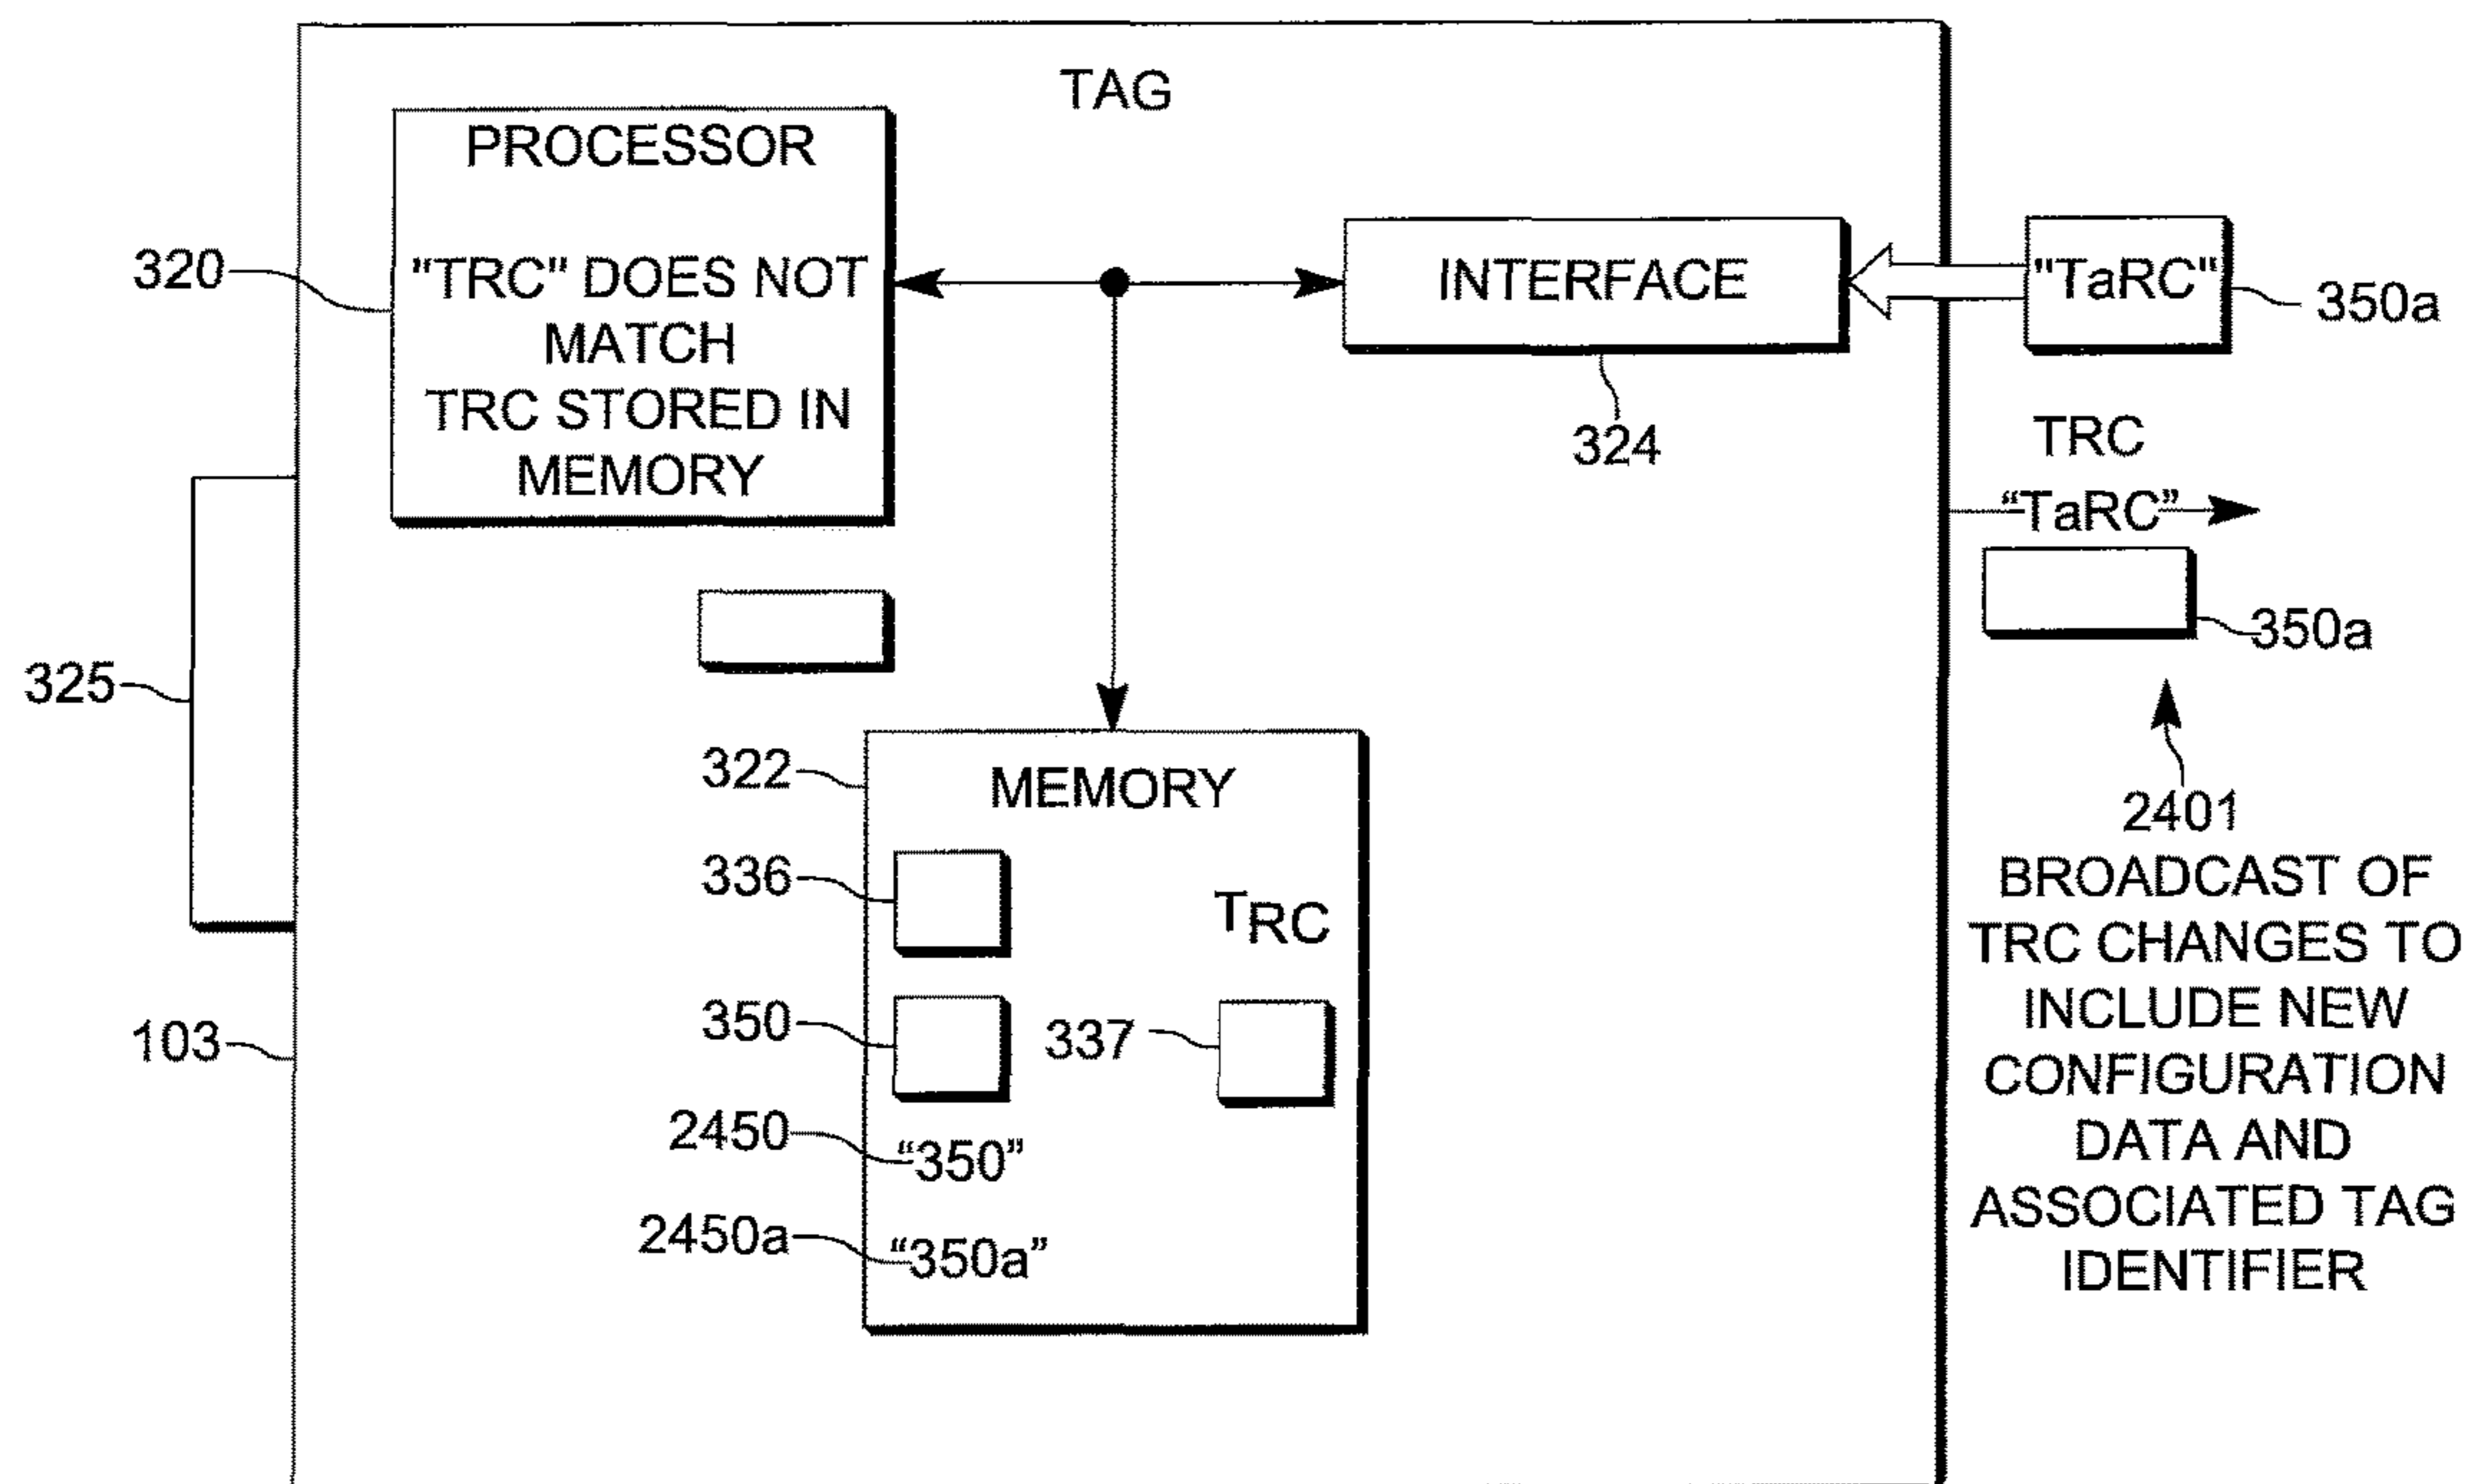 TAG
PROCESSOR
"TRC" DOES NOT
MATCH
TRC STORED IN
MEMORY
320
INTERFACE
324
"TaRC"
350a
TRC
“TaRC”
350a
325
2401
BROADCAST OF
TRC CHANGES TO
INCLUDE NEW
CONFIGURATION
DATA AND
ASSOCIATED TAG
IDENTIFIER
322
MEMORY
336
TRC
350
337
103
2450
“350”
2450a
“350a”